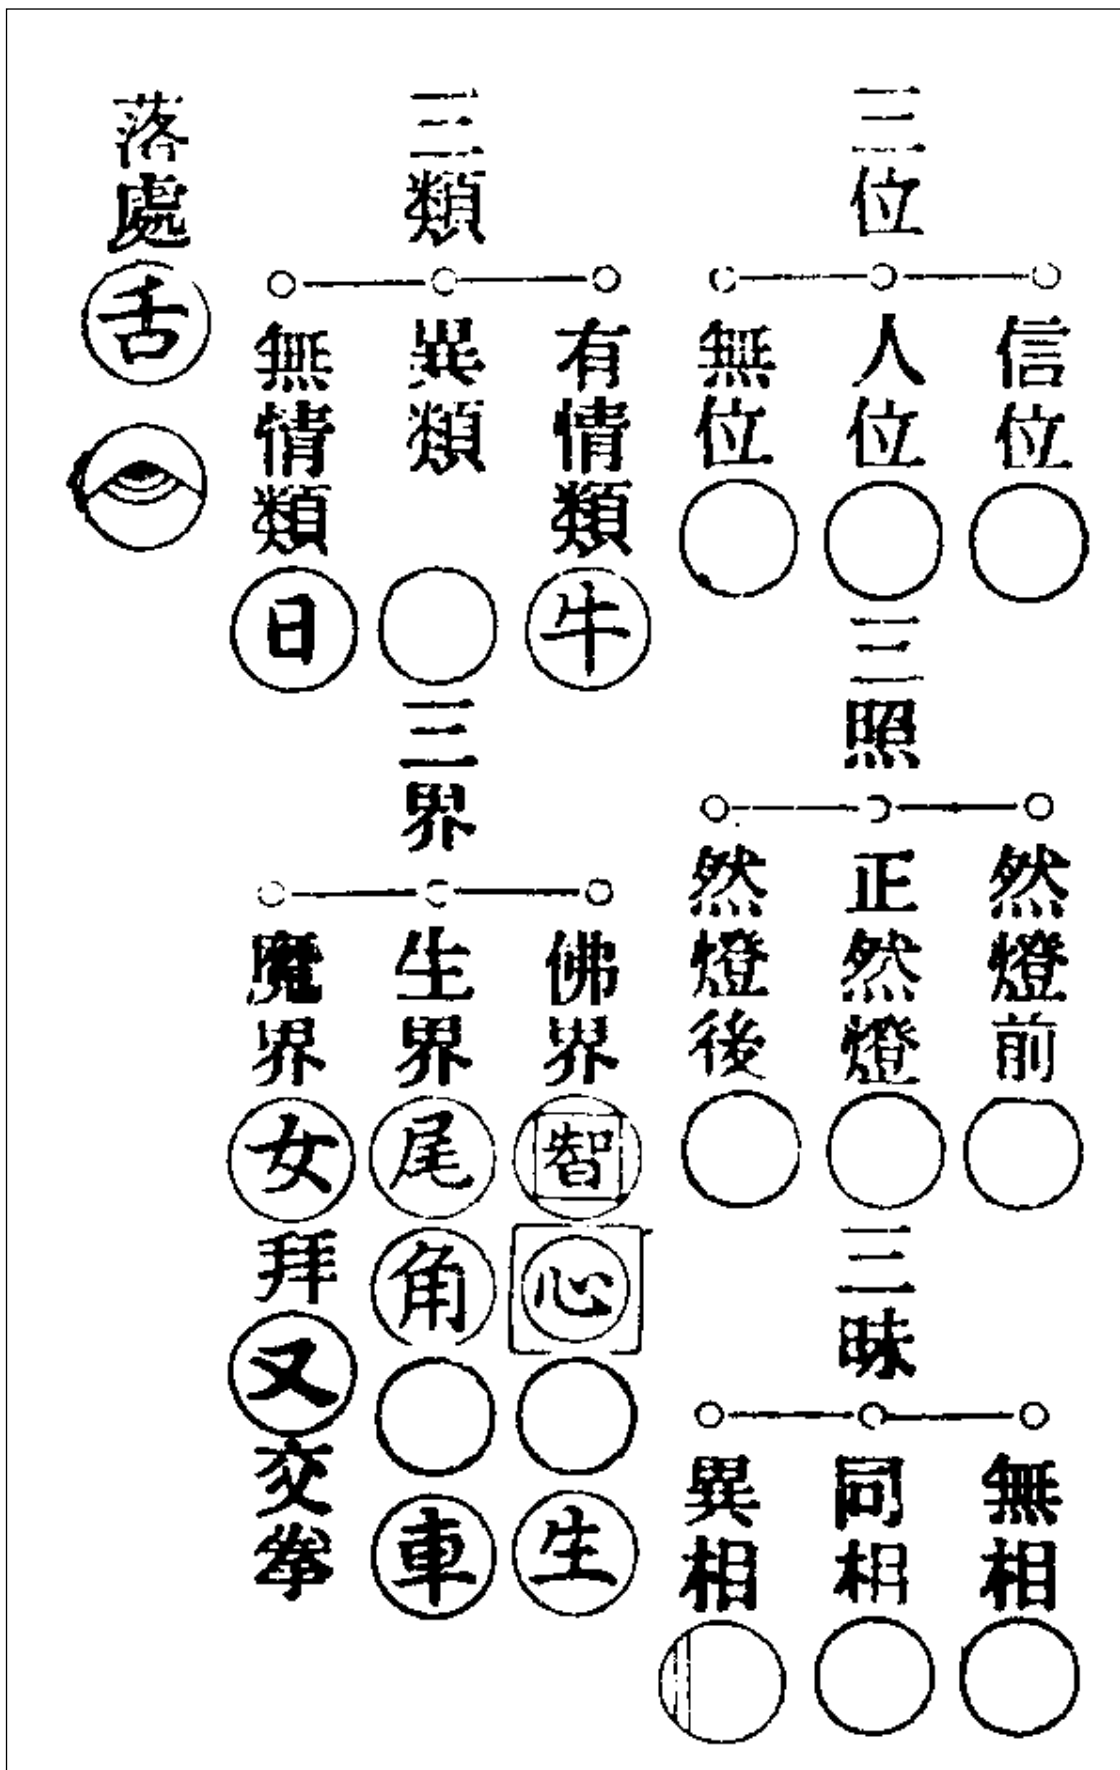 三位
信位
人位
無位
三照
然燈前
正然燈
然燈後
三昧
無相
同相
異相
三類
有情類
牛
異類
無情類
日
三界
佛界
智
心
生
生界
尾
角
車
魔界
女
拜
又
交拳
落處
舌